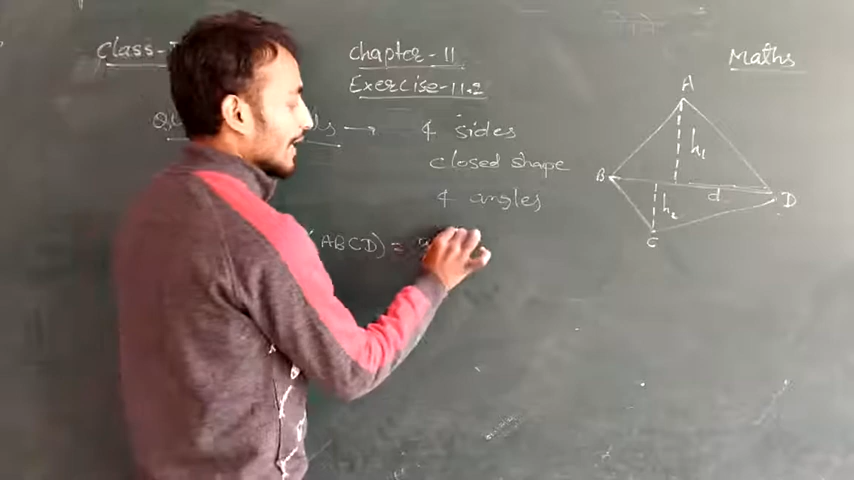 Class-
Chapter-11
Exercise-11.2
Maths
4 sides
closed shape
4 angles
ABCD) =
A
B
C
D
h1
h2
d